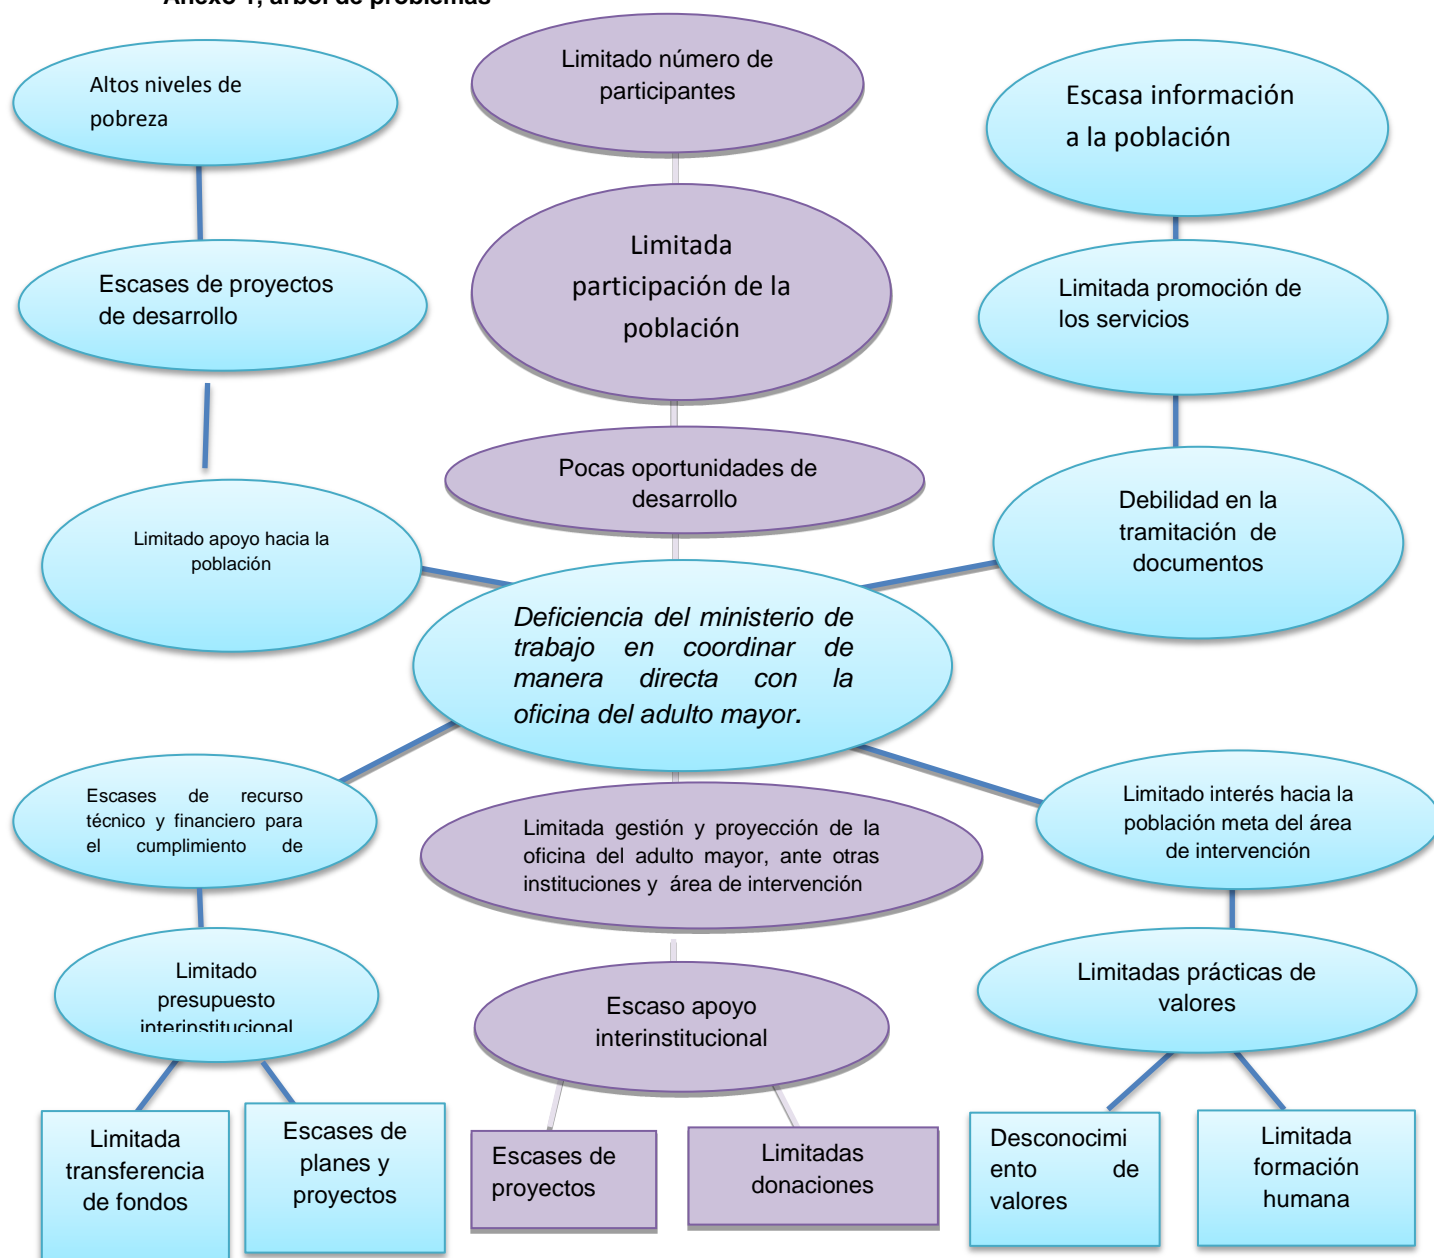 Anexo 1, árbol de problemas
Altos niveles de
pobreza
Limitado número de
participantes
Escasa información
a la población
Escases de proyectos
de desarrollo
Limitada
participación de la
población
Limitada promoción de
los servicios
Limitado apoyo hacia la
población
Pocas oportunidades de
desarrollo
Debilidad en la
tramitación de
documentos
Deficiencia del ministerio de
trabajo en coordinar de
manera directa con la
oficina del adulto mayor.
Escases de recurso
técnico y financiero para
el cumplimiento de
Limitada gestión y proyección de la
oficina del adulto mayor, ante otras
instituciones y área de intervención
Limitado interés hacia la
población meta del área
de intervención
Limitado
presupuesto
interinstitucional
Escaso apoyo
interinstitucional
Limitadas prácticas de
valores
Limitada
transferencia
de fondos
Escases de
planes y
proyectos
Escases de
proyectos
Limitadas
donaciones
Desconocimi
ento de
valores
Limitada
formación
humana